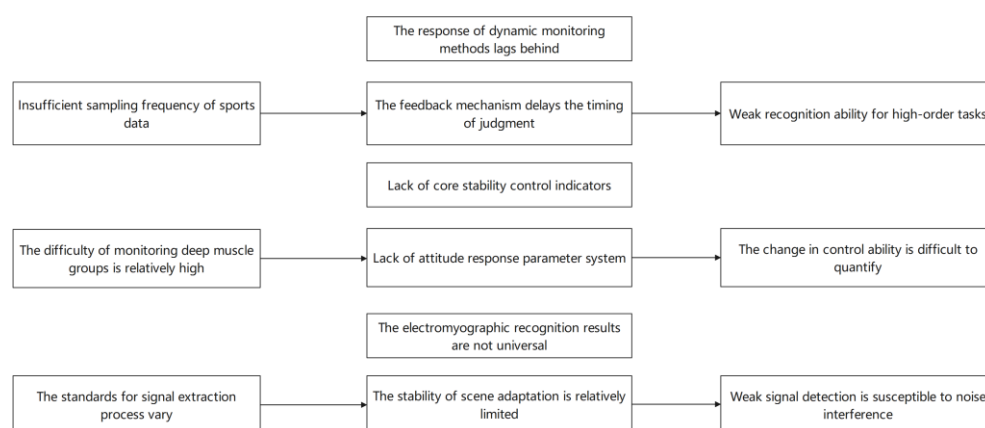 The response of dynamic monitoring
methods lags behind
Insufficient sampling frequency of sports
data
The feedback mechanism delays the timing
of judgment
Weak recognition ability for high-order tasks
Lack of core stability control indicators
The difficulty of monitoring deep muscle
groups is relatively high
Lack of attitude response parameter system
The change in control ability is difficult to
quantify
The electromyographic recognition results
are not universal
The standards for signal extraction
process vary
The stability of scene adaptation is relatively
limited
Weak signal detection is susceptible to noise
interference